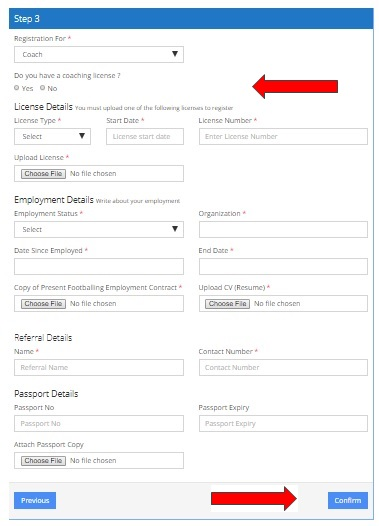 Step 3
Registration For *
Coach
Do you have a coaching license ?
Yes No
License Details You must upload one of the following licenses to register
License Type * Start Date * License Number *
Select License start date Enter License Number
Upload License *
Choose File No file chosen
Employment Details Write about your employment
Employment Status * Organization *
Select
Date Since Employed * End Date *
Copy of Present Footballing Employment Contract * Upload CV (Resume) *
Choose File No file chosen Choose File No file chosen
Referral Details
Name * Contact Number *
Referral Name Contact Number
Passport Details
Passport No Passport Expiry
Passport No Passport Expiry
Attach Passport Copy
Choose File No file chosen
Previous Confirm